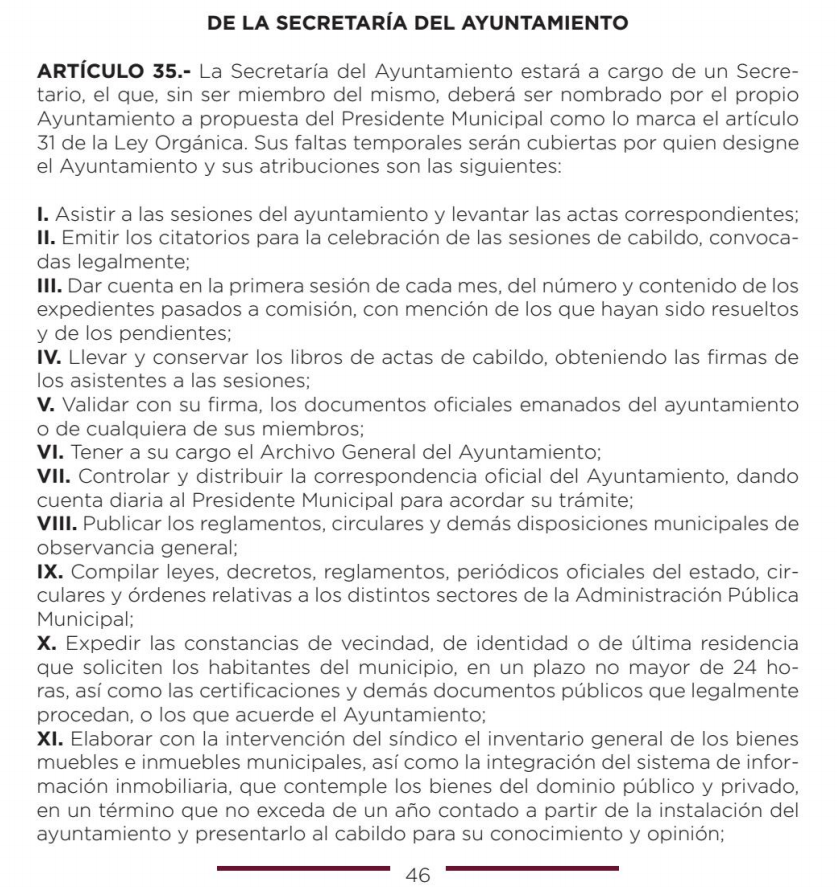 DE LA SECRETARÍA DEL AYUNTAMIENTO
ARTÍCULO 35.- La Secretaría del Ayuntamiento estará a cargo de un Secre-
tario, el que, sin ser miembro del mismo, deberá ser nombrado por el propio
Ayuntamiento a propuesta del Presidente Municipal como lo marca el artículo
31 de la Ley Orgánica. Sus faltas temporales serán cubiertas por quien designe
el Ayuntamiento y sus atribuciones son las siguientes:
I. Asistir a las sesiones del ayuntamiento y levantar las actas correspondientes;
II. Emitir los citatorios para la celebración de las sesiones de cabildo, convoca-
das legalmente;
III. Dar cuenta en la primera sesión de cada mes, del número y contenido de los
expedientes pasados a comisión, con mención de los que hayan sido resueltos
y de los pendientes;
IV. Llevar y conservar los libros de actas de cabildo, obteniendo las firmas de
los asistentes a las sesiones;
V. Validar con su firma, los documentos oficiales emanados del ayuntamiento
o de cualquiera de sus miembros;
VI. Tener a su cargo el Archivo General del Ayuntamiento;
VII. Controlar y distribuir la correspondencia oficial del Ayuntamiento, dando
cuenta diaria al Presidente Municipal para acordar su trámite;
VIII. Publicar los reglamentos, circulares y demás disposiciones municipales de
observancia general;
IX. Compilar leyes, decretos, reglamentos, periódicos oficiales del estado, cir-
culares y órdenes relativas a los distintos sectores de la Administración Pública
Municipal;
X. Expedir las constancias de vecindad, de identidad o de última residencia
que soliciten los habitantes del municipio, en un plazo no mayor de 24 ho-
ras, así como las certificaciones y demás documentos públicos que legalmente
procedan, o los que acuerde el Ayuntamiento;
XI. Elaborar con la intervención del síndico el inventario general de los bienes
muebles e inmuebles municipales, así como la integración del sistema de infor-
mación inmobiliaria, que contemple los bienes del dominio público y privado,
en un término que no exceda de un año contado a partir de la instalación del
ayuntamiento y presentarlo al cabildo para su conocimiento y opinión;
46